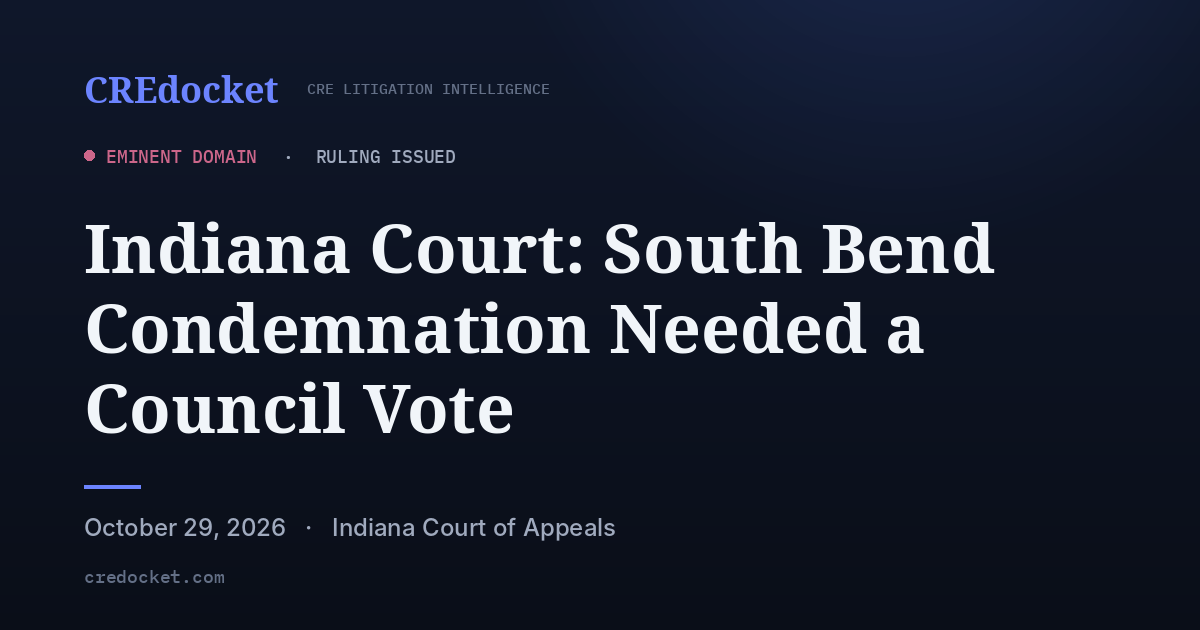 CREdocket CRE LITIGATION INTELLIGENCE
EMINENT DOMAIN · RULING ISSUED
Indiana Court: South Bend
Condemnation Needed a
Council Vote
October 29, 2026 · Indiana Court of Appeals
credocket.com